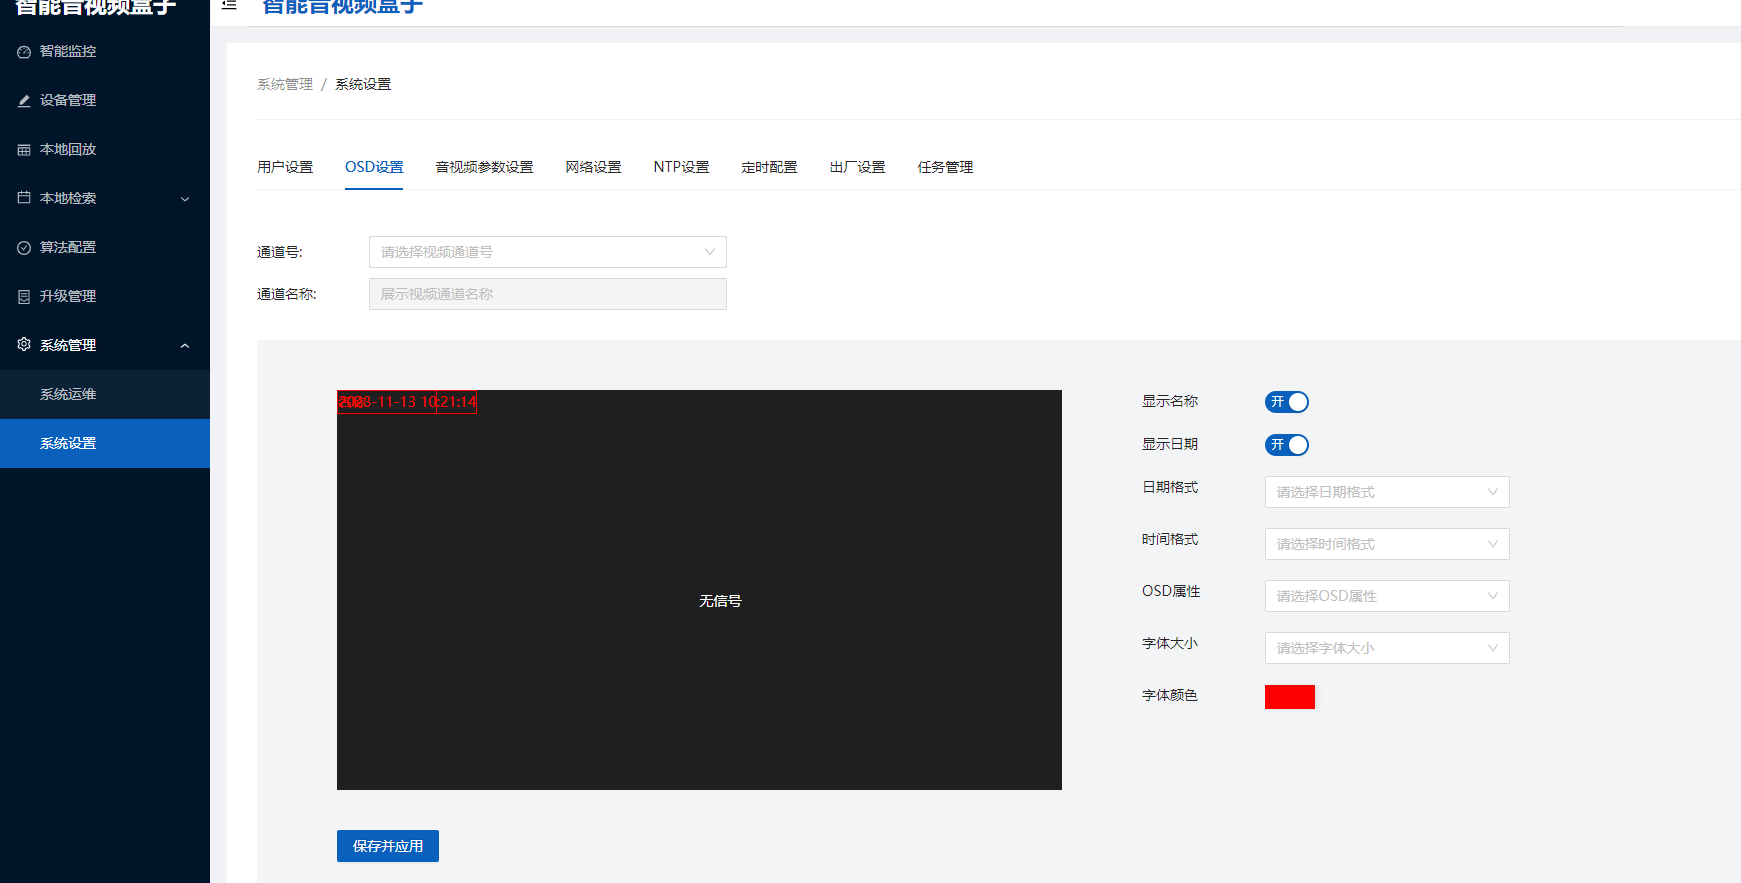 智能音视频盒子
智能音视频盒子
智能监控
设备管理
本地回放
本地检索
算法配置
升级管理
系统管理
系统运维
系统设置
系统管理 / 系统设置
用户设置 OSD设置 音视频参数设置 网络设置 NTP设置 定时配置 出厂设置 任务管理
通道号: 请选择视频通道号
通道名称: 展示视频通道名称
-11-13 10:21:14
无信号
显示名称 开
显示日期 开
日期格式 请选择日期格式
时间格式 请选择时间格式
OSD属性 请选择OSD属性
字体大小 请选择字体大小
字体颜色
保存并应用